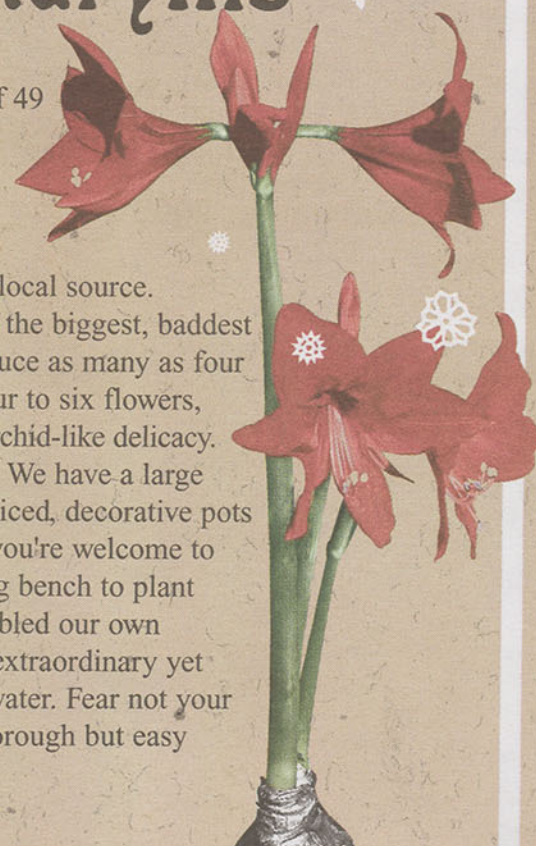 f 49
local source.
the biggest, baddest
uce as many as four
ur to six flowers,
rchid-like delicacy.
We have a large
iced, decorative pots
you're welcome to
g bench to plant
bled our own
extraordinary yet
vater. Fear not your
orough but easy